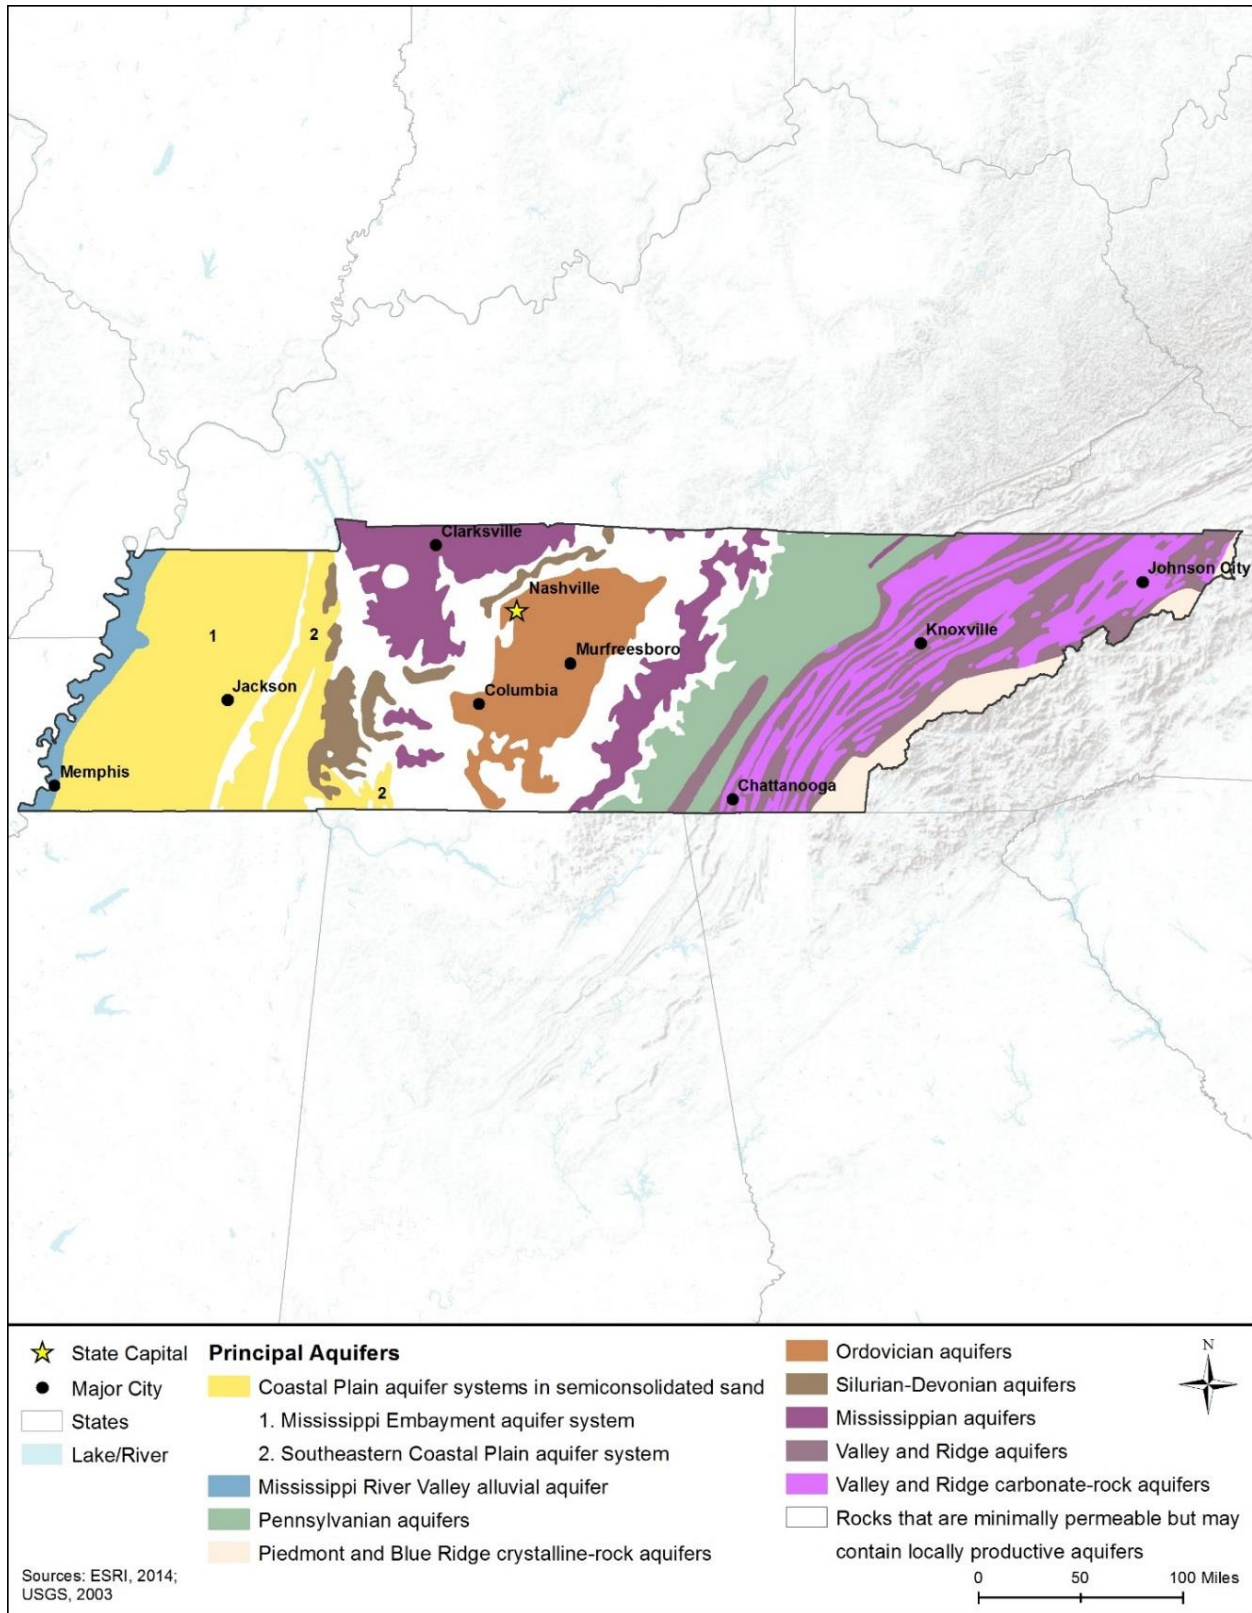 Clarksville
Johnson City
Nashville
1
2
Knoxville
Murfreesboro
Jackson
Columbia
Memphis
2
Chattanooga
State Capital
Major City
States
Lake/River
Principal Aquifers
Coastal Plain aquifer systems in semiconsolidated sand
1. Mississippi Embayment aquifer system
2. Southeastern Coastal Plain aquifer system
Mississippi River Valley alluvial aquifer
Pennsylvanian aquifers
Piedmont and Blue Ridge crystalline-rock aquifers
Ordovician aquifers
Silurian-Devonian aquifers
Mississippian aquifers
Valley and Ridge aquifers
Valley and Ridge carbonate-rock aquifers
Rocks that are minimally permeable but may
contain locally productive aquifers
N
Sources: ESRI, 2014;
USGS, 2003
0 50 100 Miles